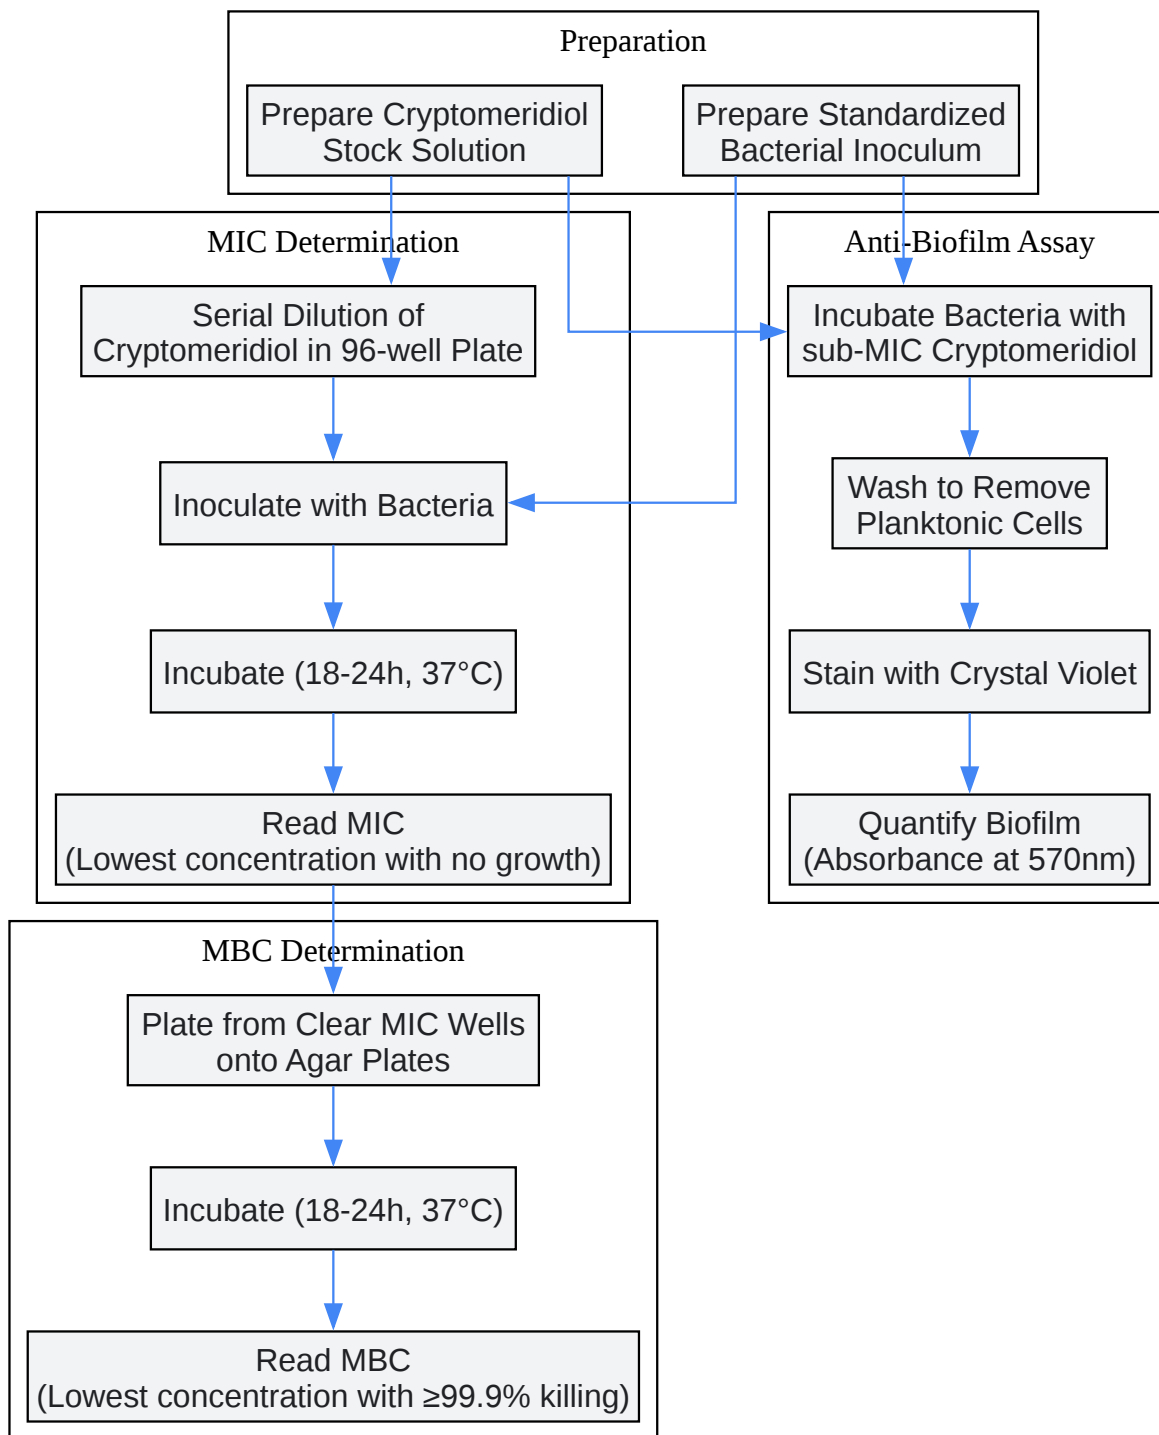 Preparation
Prepare Cryptomeridiol
Stock Solution
Prepare Standardized
Bacterial Inoculum
MIC Determination
Serial Dilution of
Cryptomeridiol in 96-well Plate
Inoculate with Bacteria
Incubate (18-24h, 37°C)
Read MIC
(Lowest concentration with no growth)
Anti-Biofilm Assay
Incubate Bacteria with
sub-MIC Cryptomeridiol
Wash to Remove
Planktonic Cells
Stain with Crystal Violet
Quantify Biofilm
(Absorbance at 570nm)
MBC Determination
Plate from Clear MIC Wells
onto Agar Plates
Incubate (18-24h, 37°C)
Read MBC
(Lowest concentration with ≥99.9% killing)